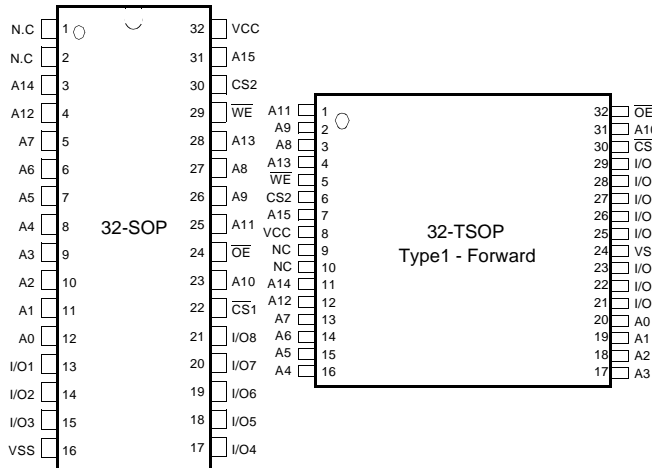 N.C 1 32 VCC
N.C 2 31 A15
A14 3 30 CS2
A12 4 29 WE
A7 5 28 A13
A6 6 27 A8
A5 7 26 A9
A4 8 25 A11
A3 9 24 OE
A2 10 23 A10
A1 11 22 CS1
A0 12 21 I/O8
I/O1 13 20 I/O7
I/O2 14 19 I/O6
I/O3 15 18 I/O5
VSS 16 17 I/O4
32-SOP
A11 1 32 OE
A9 2 31 A10
A8 3 30 CS
A13 4 29 I/O
WE 5 28 I/O
CS2 6 27 I/O
A15 7 26 I/O
VCC 8 25 I/O
NC 9 24 VS
NC 10 23 I/O
A14 11 22 I/O
A12 12 21 I/O
A7 13 20 A0
A6 14 19 A1
A5 15 18 A2
A4 16 17 A3
32-TSOP
Type1 - Forward